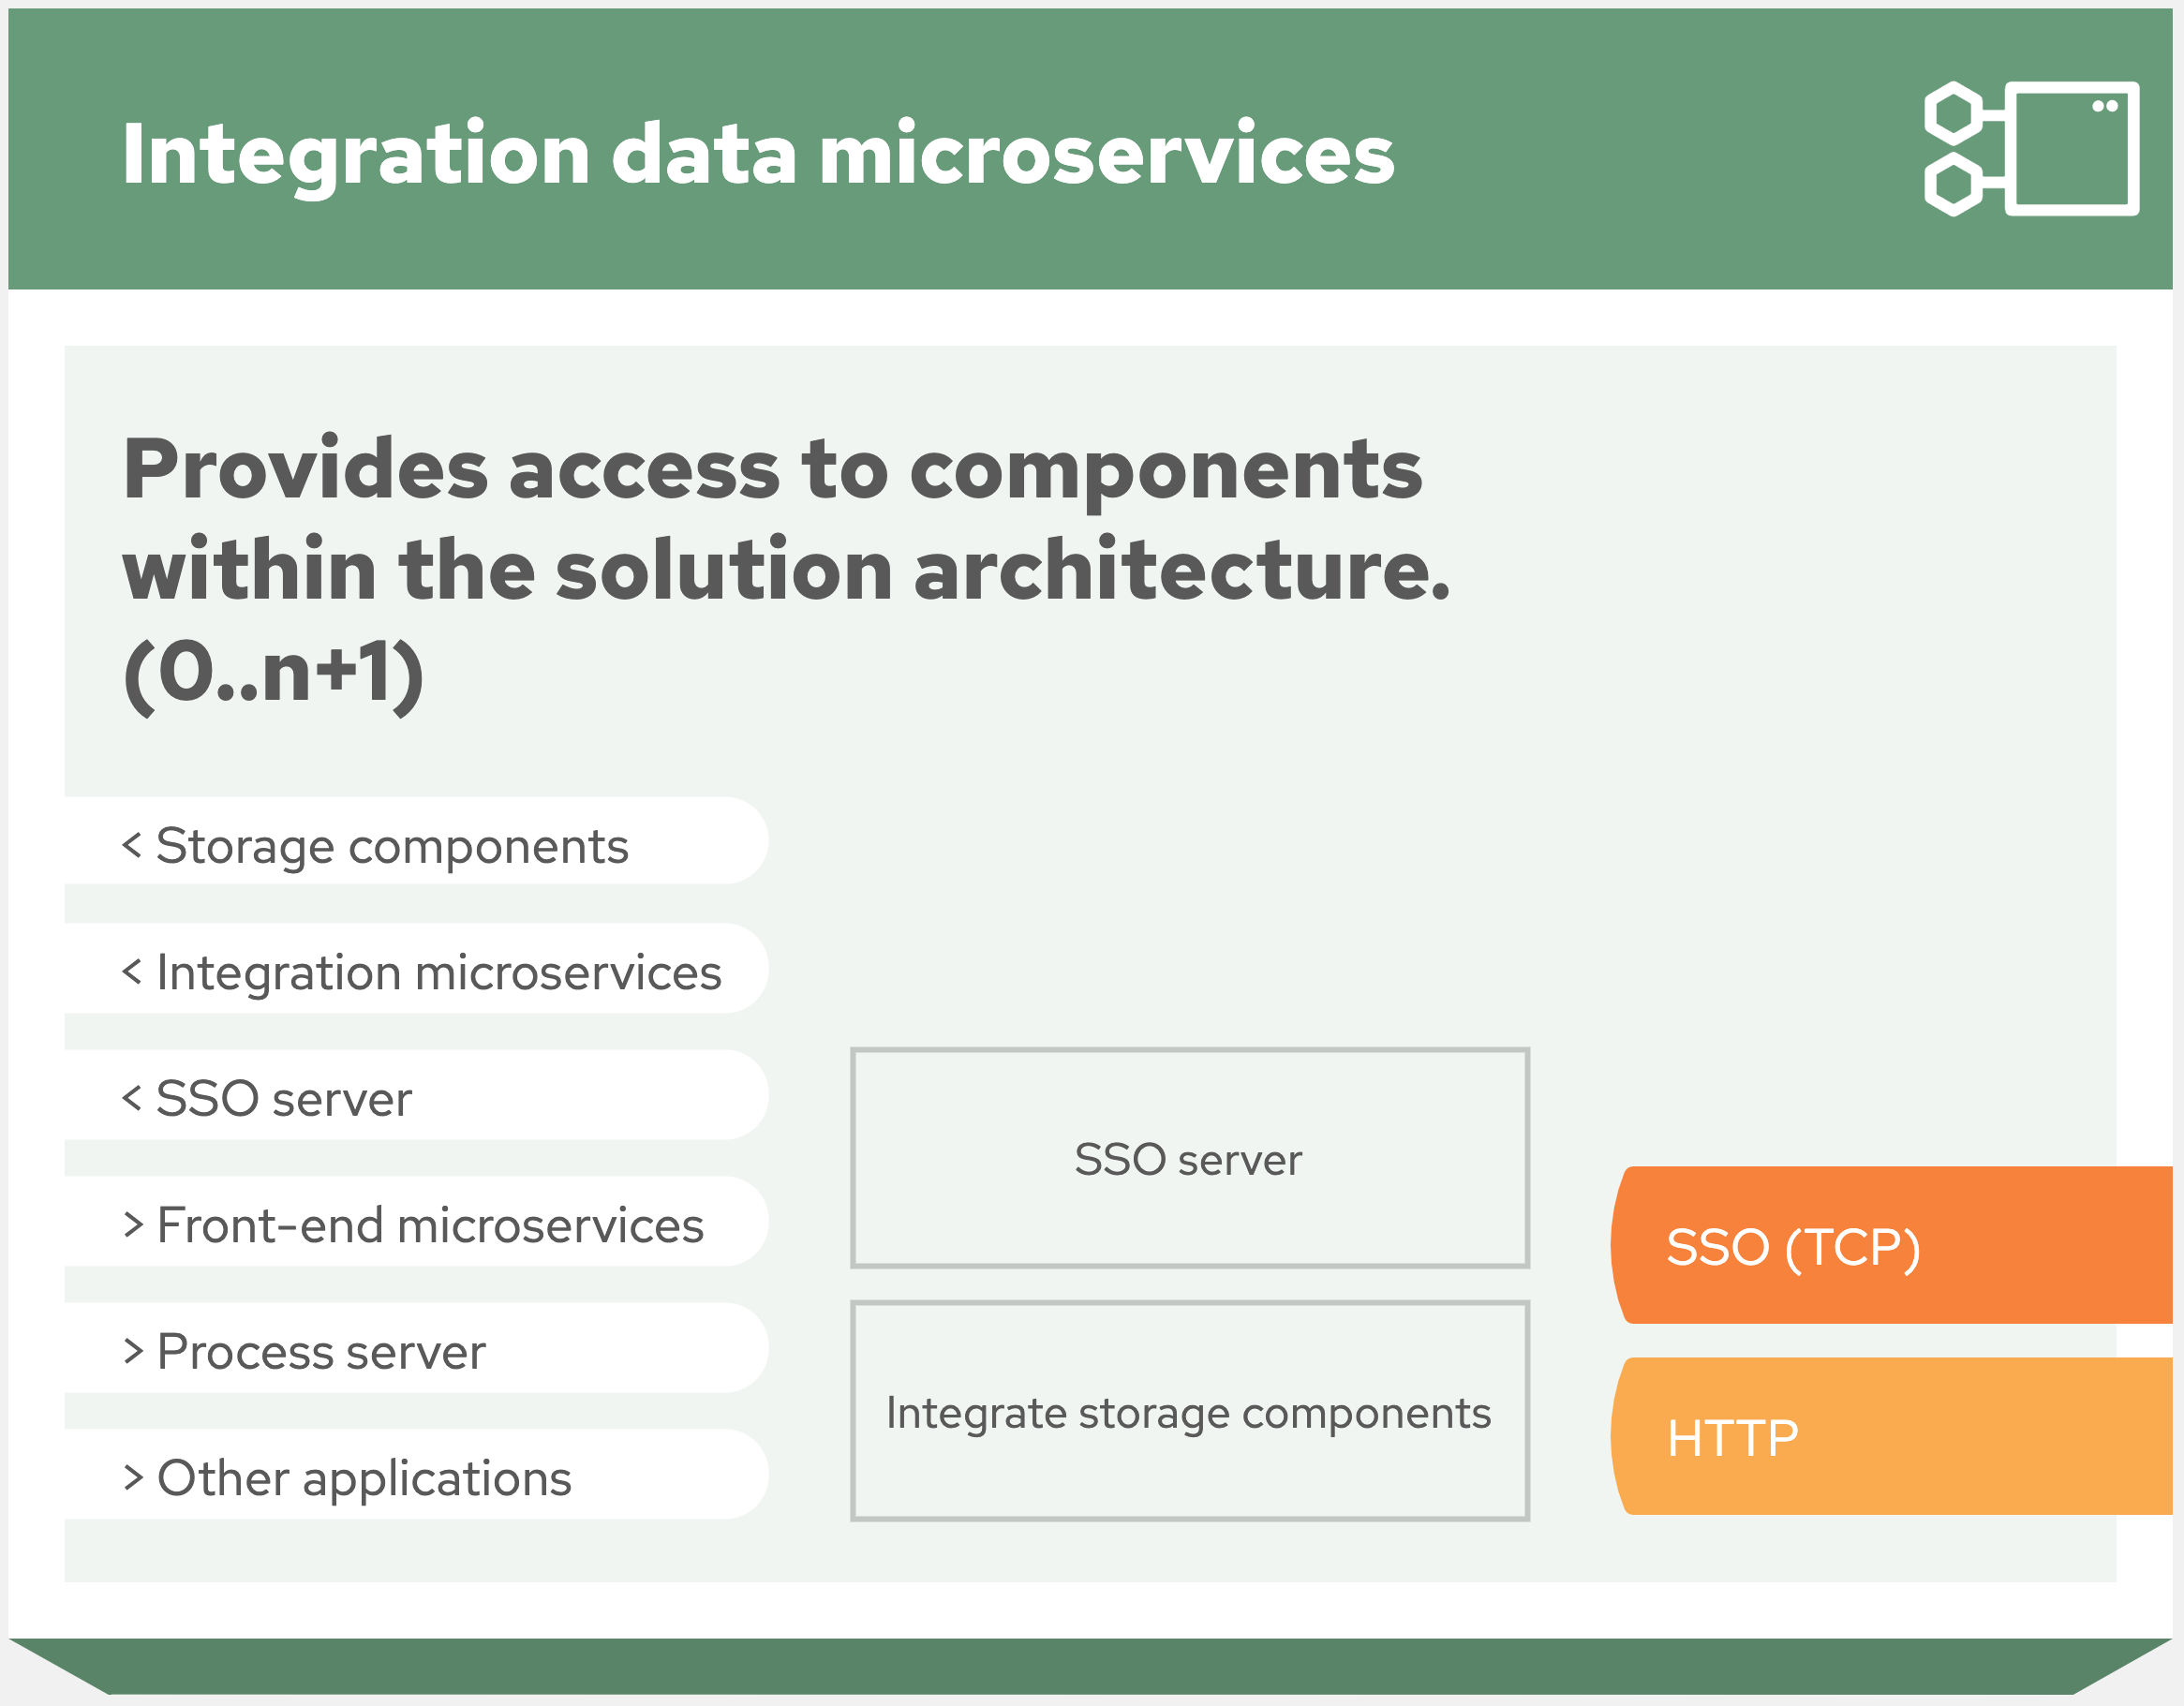 Integration data microservices
Provides access to components
within the solution architecture.
(0..n+1)
< Storage components
< Integration microservices
< SSO server
> Front-end microservices
> Process server
> Other applications
SSO server
Integrate storage components
SSO (TCP)
HTTP